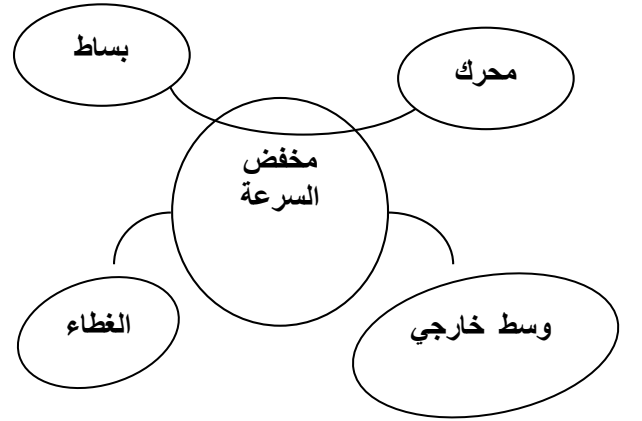 محرك
بساط
مخفض
السرعة
وسط خارجي
الغطاء